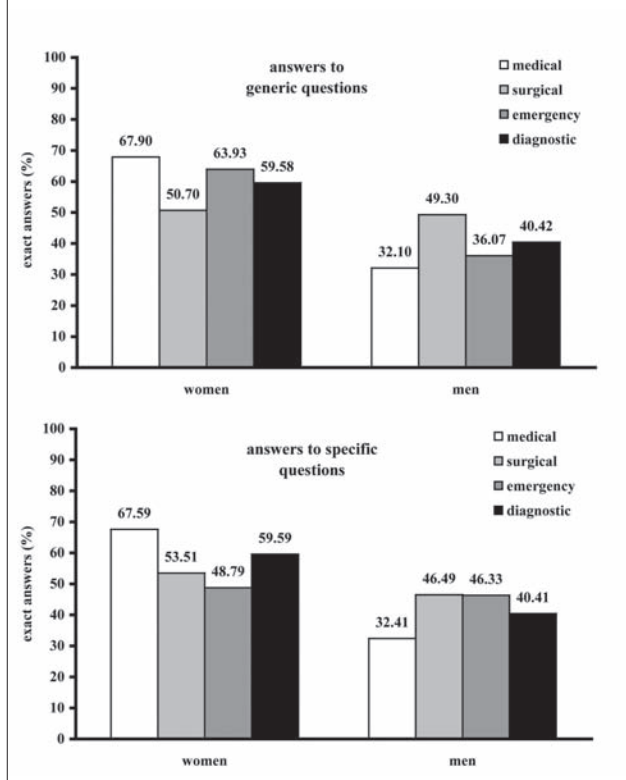 answers to
generic questions
medical
surgical
emergency
diagnostic
exact answers (%)
100
90
80
70
60
50
40
30
20
10
0
67.90
50.70
63.93
59.58
32.10
49.30
36.07
40.42
women
men
answers to specific
questions
medical
surgical
emergency
diagnostic
exact answers (%)
100
90
80
70
60
50
40
30
20
10
0
67.59
53.51
48.79
59.59
32.41
46.49
46.33
40.41
women
men